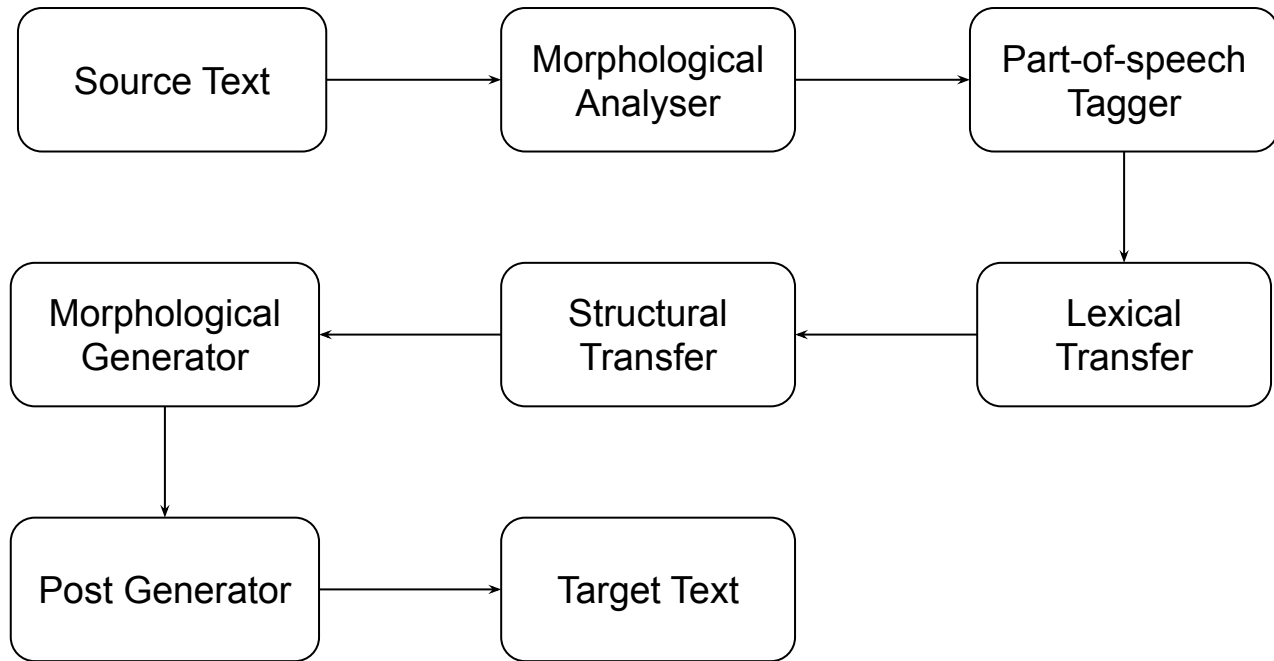 Source Text
Morphological
Analyser
Part-of-speech
Tagger
Lexical
Transfer
Structural
Transfer
Morphological
Generator
Post Generator
Target Text